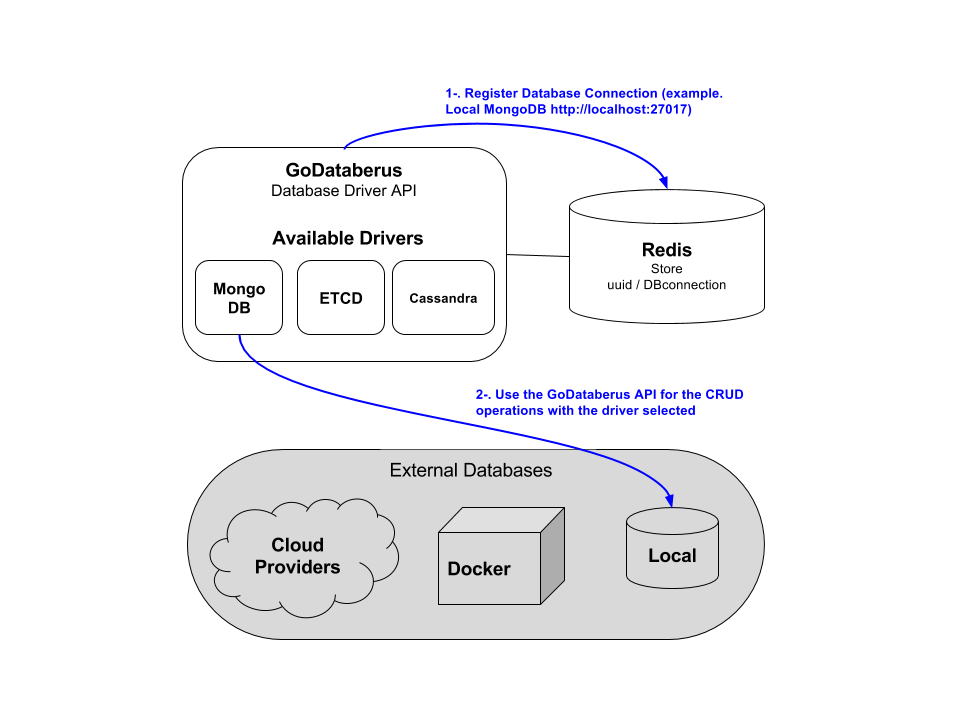 1-. Register Database Connection (example.
Local MongoDB http://localhost:27017)
GoDataberus
Database Driver API
Available Drivers
Mongo
DB
ETCD
Cassandra
Redis
Store
uuid / DBconnection
2-. Use the GoDataberus API for the CRUD
operations with the driver selected
External Databases
Cloud
Providers
Docker
Local